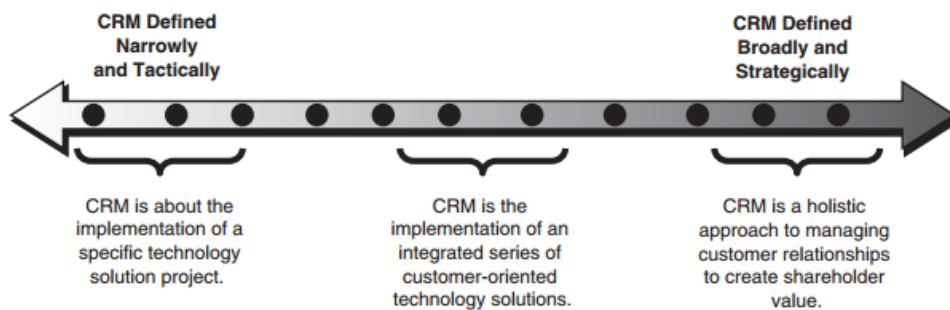 CRM Defined
Narrowly
and Tactically
CRM Defined
Broadly and
Strategically
CRM is about the
implementation of a
specific technology
solution project.
CRM is the
implementation of an
integrated series of
customer-oriented
technology solutions.
CRM is a holistic
approach to managing
customer relationships
to create shareholder
value.